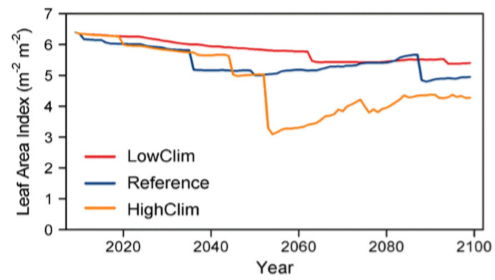 7
6
5
4
3
2
1
0
Leaf Area Index (m⁻² m⁻²)
LowClim
Reference
HighClim
2020 2040 2060 2080 2100
Year